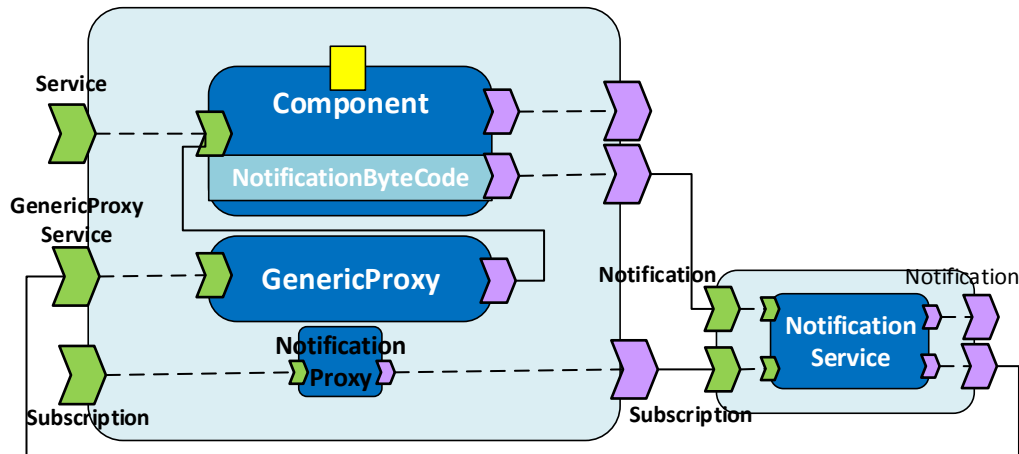 Service
Component
NotificationByteCode
GenericProxy
Service
GenericProxy
Notification
Notification
Notification
Service
Notification
Proxy
Subscription
Subscription